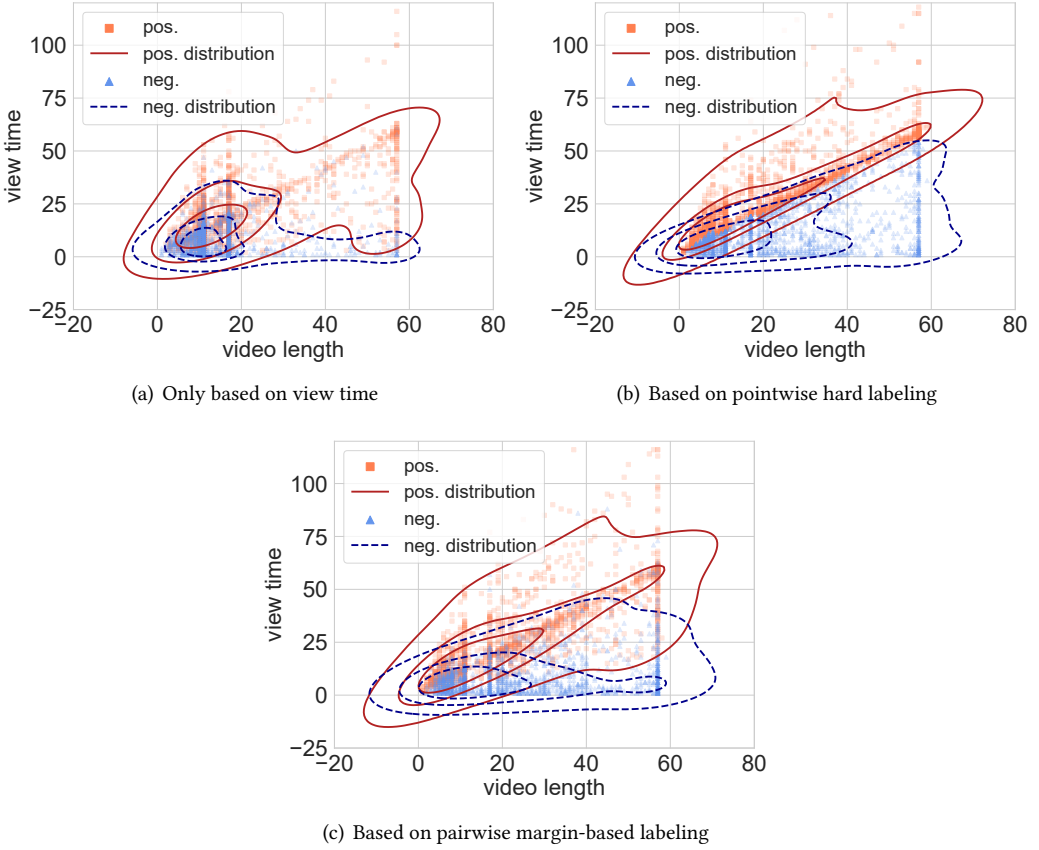 pos.
pos. distribution
neg.
neg. distribution
100
75
50
25
0
−25
view time
−20 0 20 40 60 80
video length
(a) Only based on view time
pos.
pos. distribution
neg.
neg. distribution
100
75
50
25
0
−25
view time
−20 0 20 40 60 80
video length
(b) Based on pointwise hard labeling
pos.
pos. distribution
neg.
neg. distribution
100
75
50
25
0
−25
view time
−20 0 20 40 60 80
video length
(c) Based on pairwise margin-based labeling